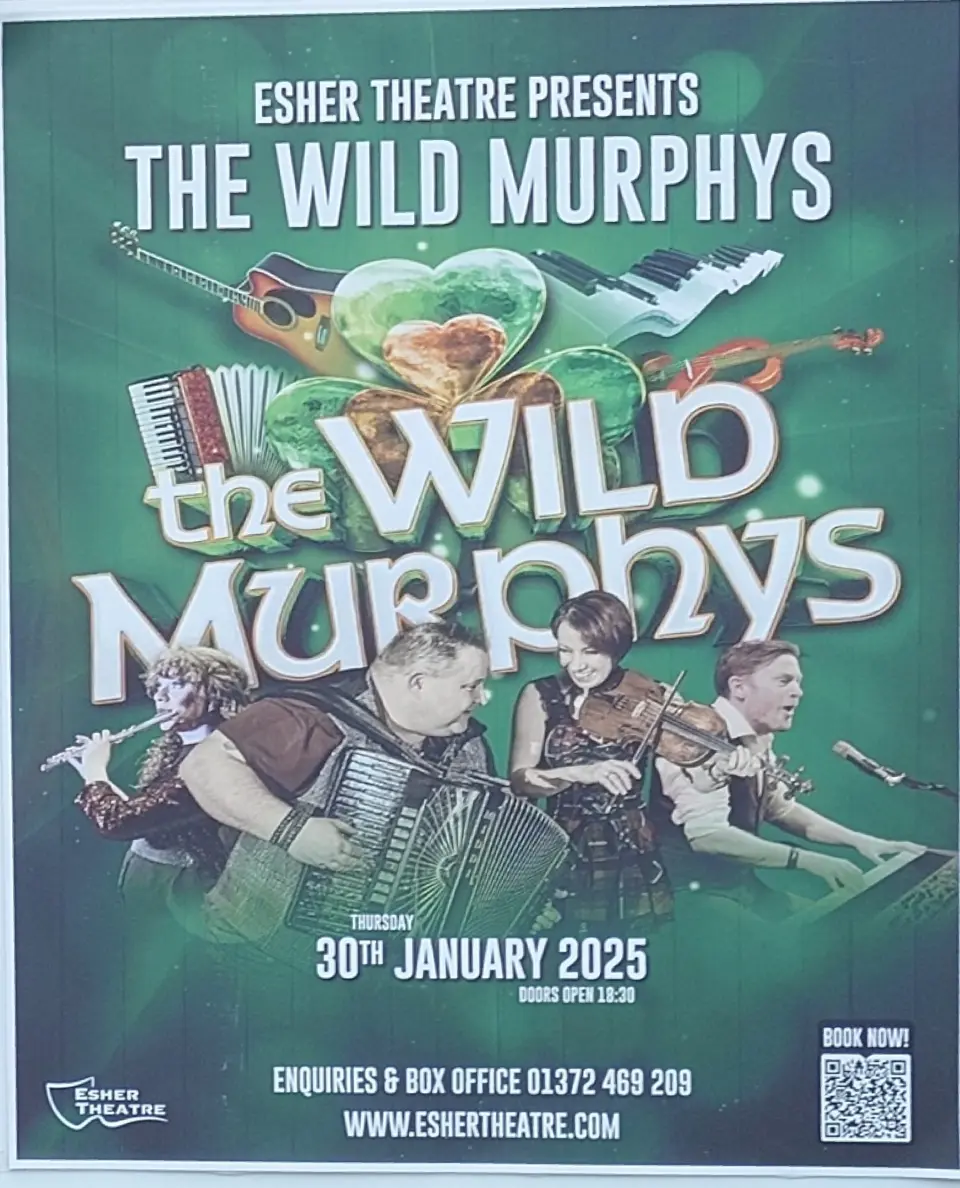 ESHER THEATRE PRESENTS
THE WILD MURPHYS
the WILD
MURPHYS
THURSDAY
30TH JANUARY 2025
DOORS OPEN 18:30
BOOK NOW!
ENQUIRIES & BOX OFFICE 01372 469 209
WWW.ESHERTHEATRE.COM
ESHER
THEATRE